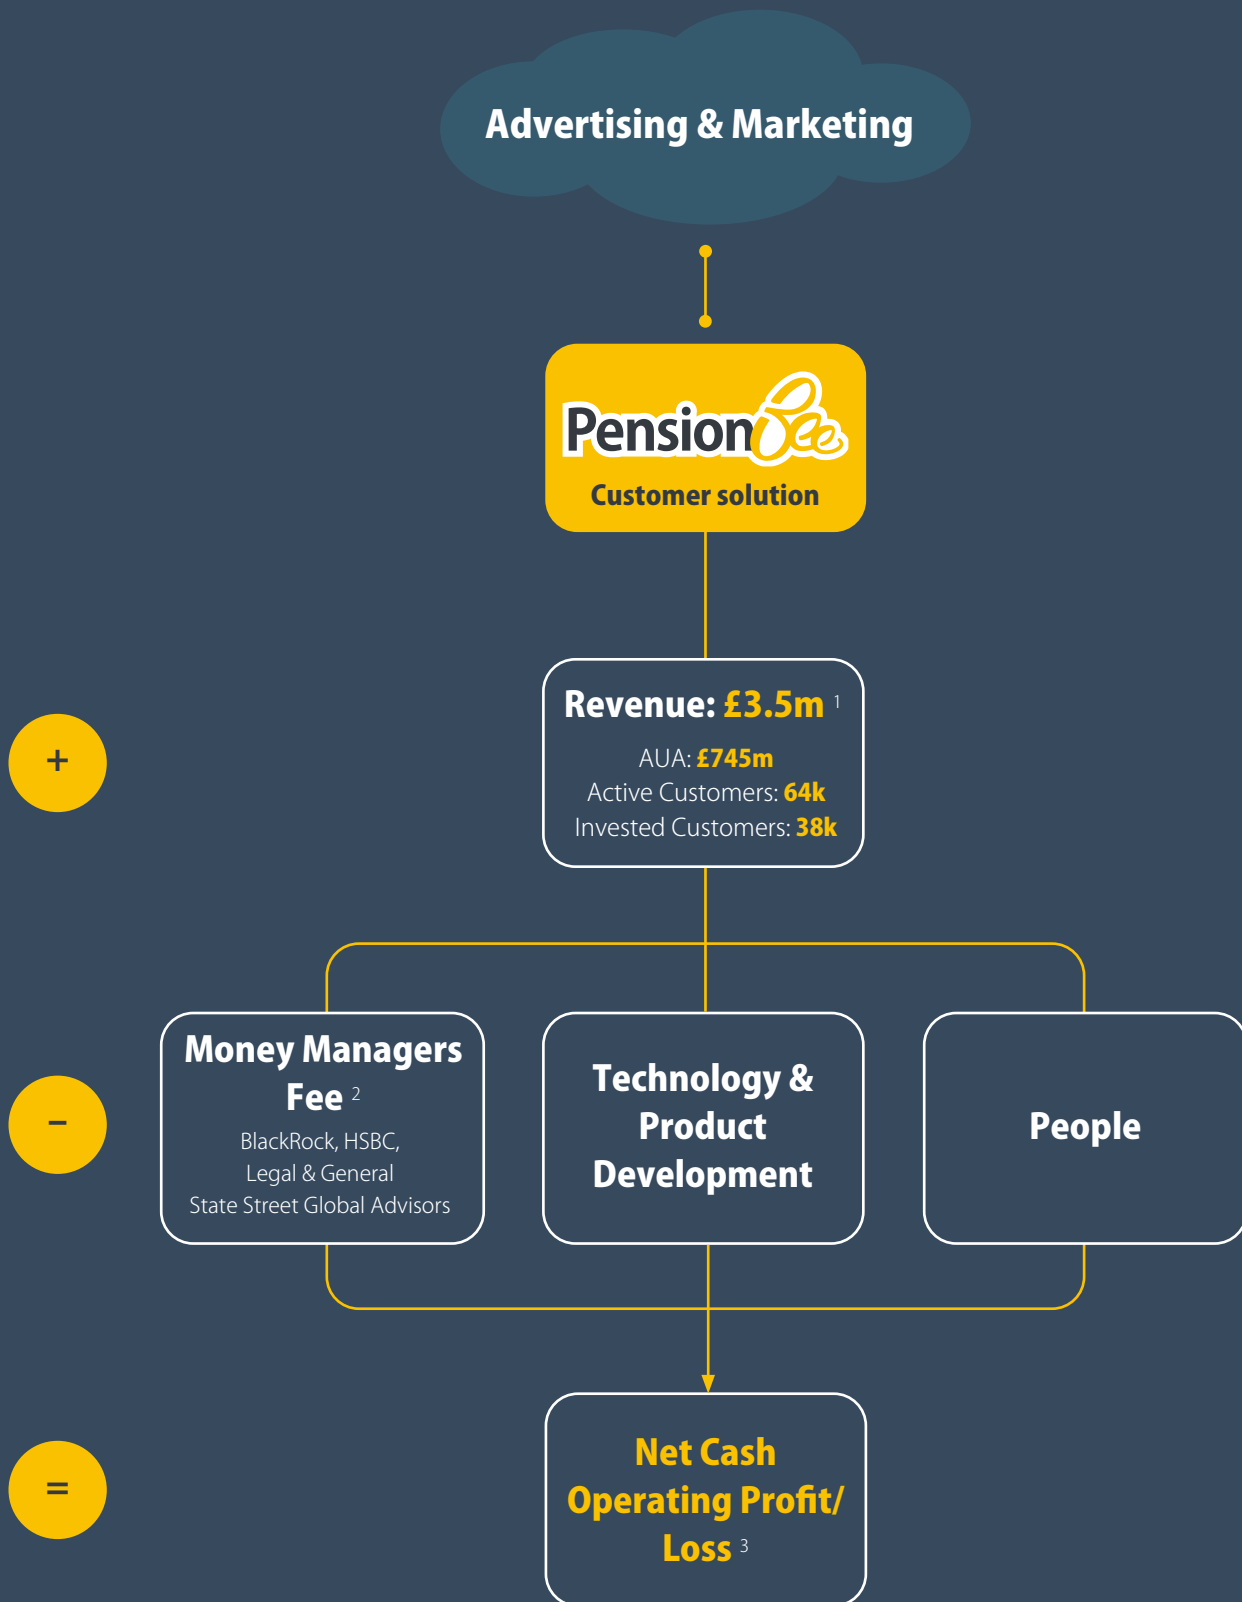 Advertising & Marketing
PensionBee
Customer solution
+
Revenue: £3.5m 1
AUA: £745m
Active Customers: 64k
Invested Customers: 38k
–
Money Managers
Fee 2
BlackRock, HSBC,
Legal & General
State Street Global Advisors
Technology &
Product
Development
People
=
Net Cash
Operating Profit/
Loss 3